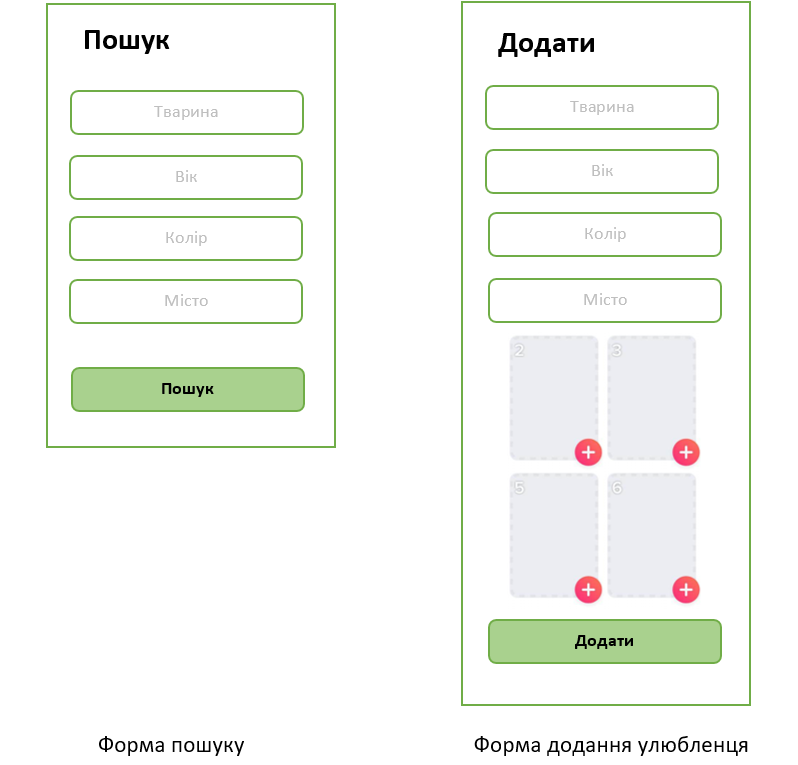 Пошук
Тварина
Вік
Колір
Місто
Пошук
Форма пошуку
Додати
Тварина
Вік
Колір
Місто
2
3
5
6
Додати
Форма додання улюбленця